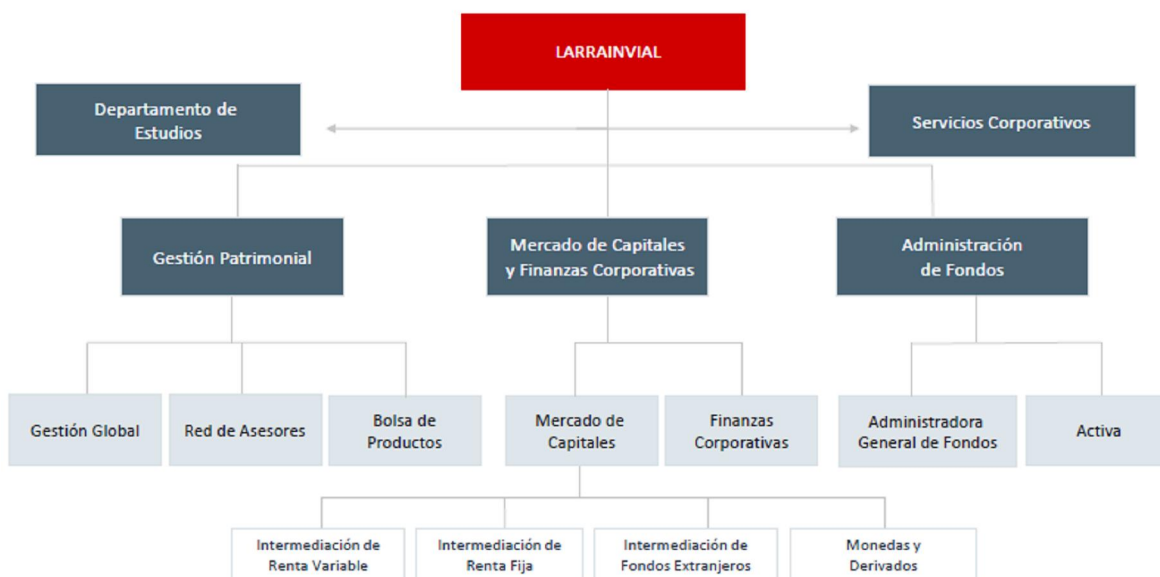 LARRAINVIAL
Departamento de
Estudios
Servicios Corporativos
Gestión Patrimonial
Mercado de Capitales
y Finanzas Corporativas
Administración
de Fondos
Gestión Global
Red de Asesores
Bolsa de
Productos
Mercado de
Capitales
Finanzas
Corporativas
Administradora
General de Fondos
Activa
Intermediación de
Renta Variable
Intermediación de
Renta Fija
Intermediación de
Fondos Extranjeros
Monedas y
Derivados